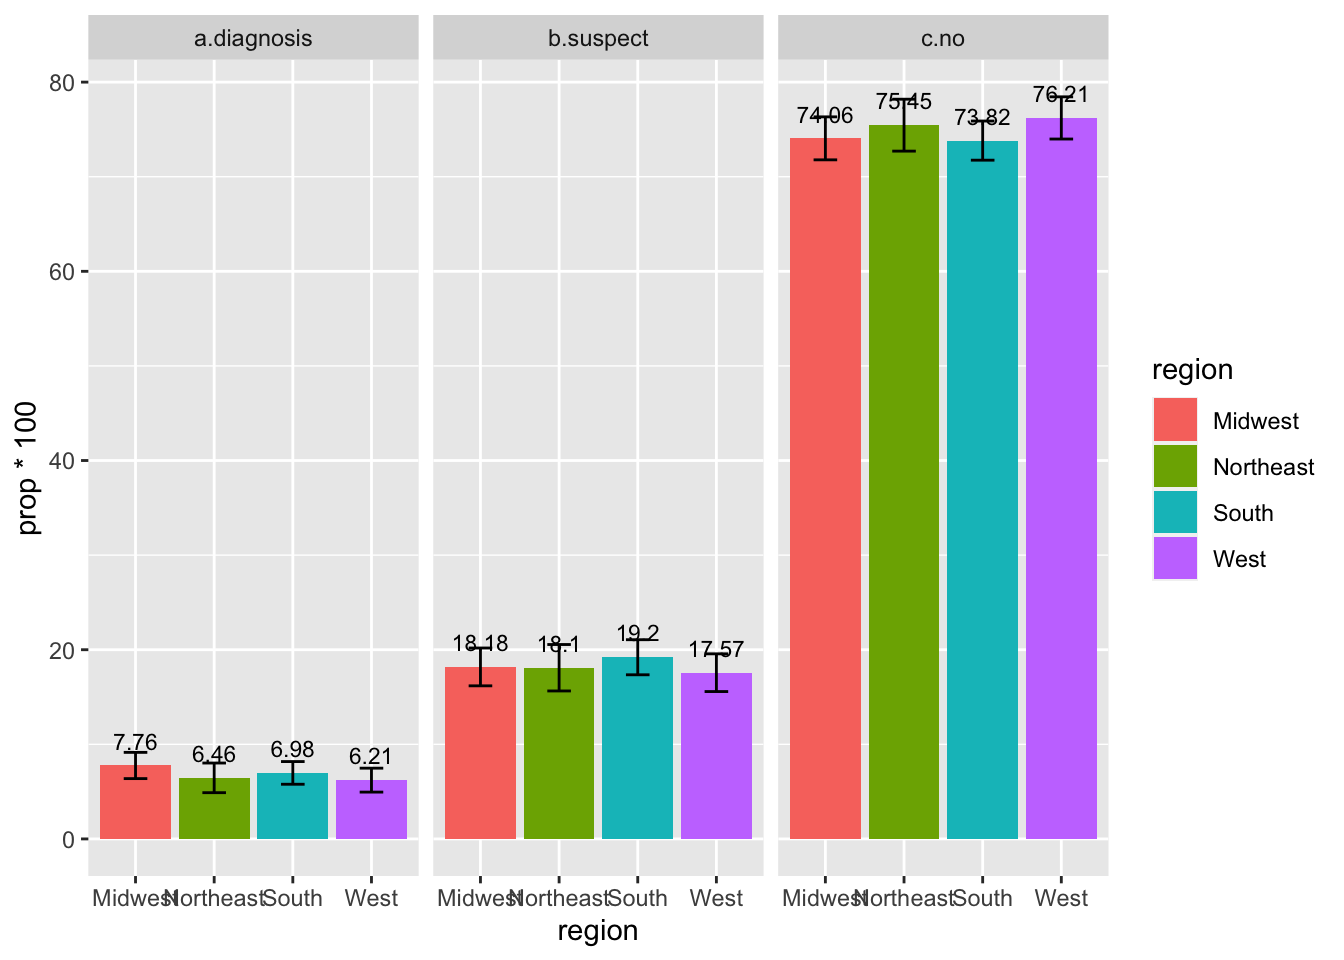 a.diagnosis
b.suspect
c.no
80
60
40
20
0
prop * 100
7.76
6.46
6.98
6.21
18.18
18.1
19.2
17.57
74.06
75.45
73.82
76.21
Midwest Northeast South West
Midwest Northeast South West
Midwest Northeast South West
region
region
Midwest
Northeast
South
West